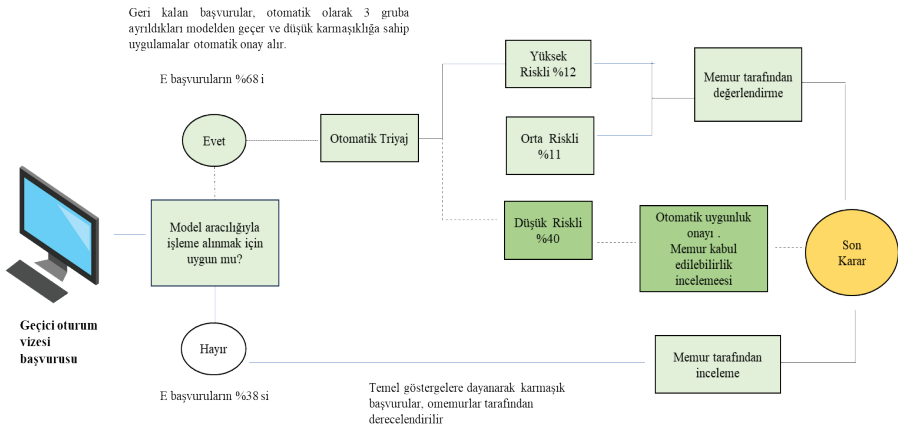 Geri kalan başvurular, otomatik olarak 3 gruba
ayrıldıkları modelden geçer ve düşük karmaşıklığa sahip
uygulamalar otomatik onay alır.
E başvuruların %68 i
Evet
Otomatik Triyaj
Yüksek
Riskli %12
Memur tarafından
değerlendirme
Orta Riskli
%11
Model aracılığıyla
işleme alınmak için
uygun mu?
Düşük Riskli
%40
Otomatik uygunluk
onayı .
Memur kabul
edilebilirlik
incelemeesi
Son
Karar
Geçici oturum
vizesi
başvurusu
Hayır
Memur tarafından
inceleme
E başvuruların %38 si
Temel göstergelere dayanarak karmaşık
başvurular, omemurlar tarafından
derecelendirilir